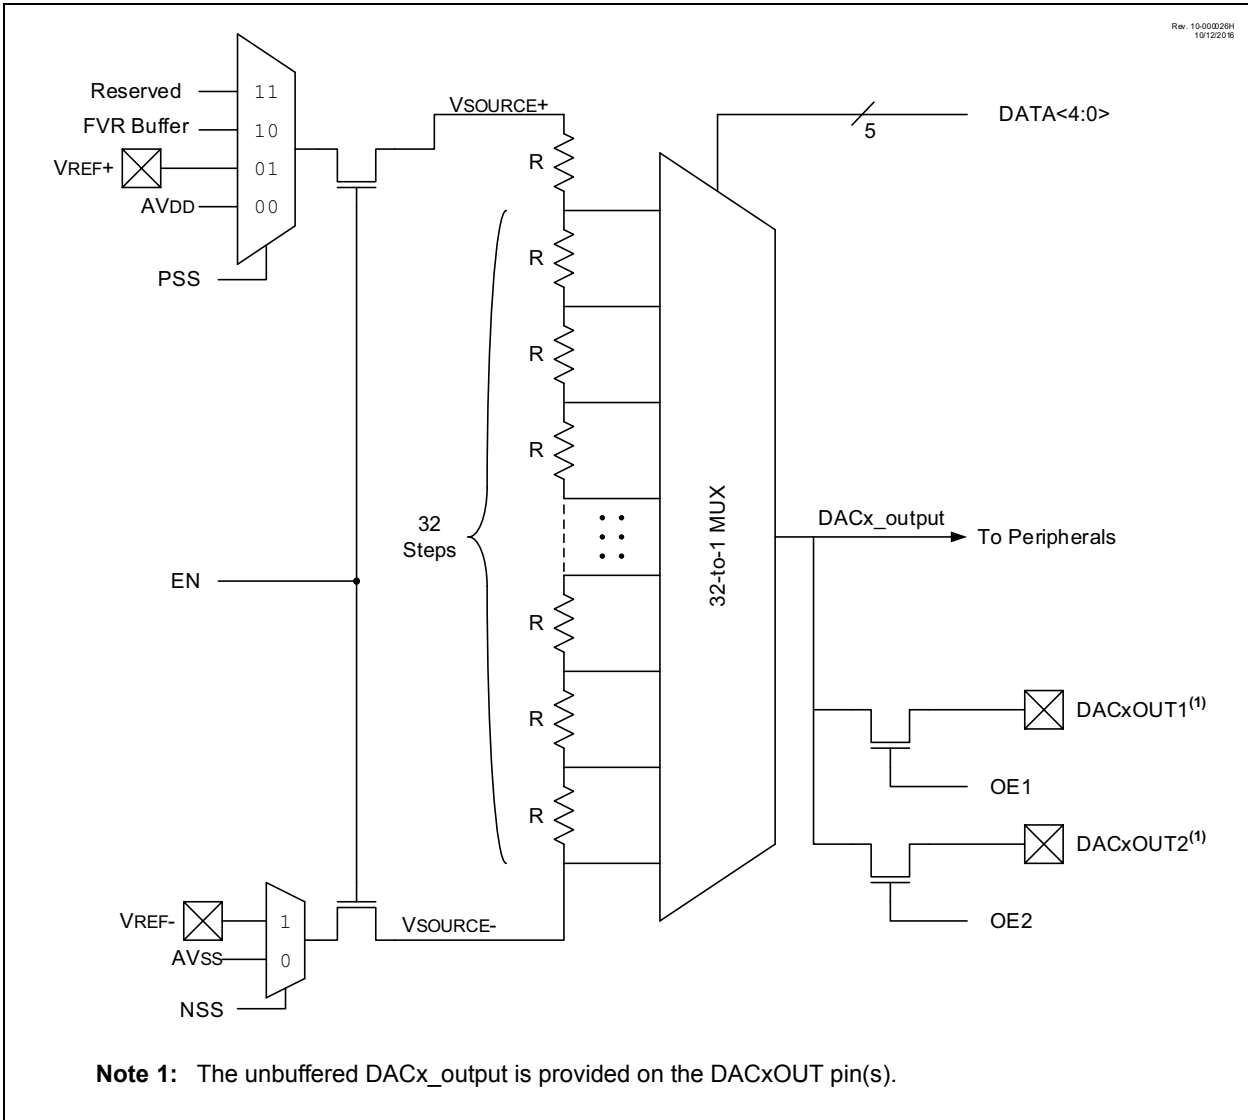 Rev. 10-000026H
10/12/2016
Reserved
11
FVR Buffer
10
VREF+
01
AVDD
00
PSS
VSOURCE+
R
R
R
R
DATA<4:0>
5
32
Steps
32-to-1 MUX
DACx_output
To Peripherals
EN
R
R
R
DACxOUT1(1)
OE1
DACxOUT2(1)
OE2
VREF-
1
AVSS
0
NSS
VSOURCE-
Note 1: The unbuffered DACx_output is provided on the DACxOUT pin(s).